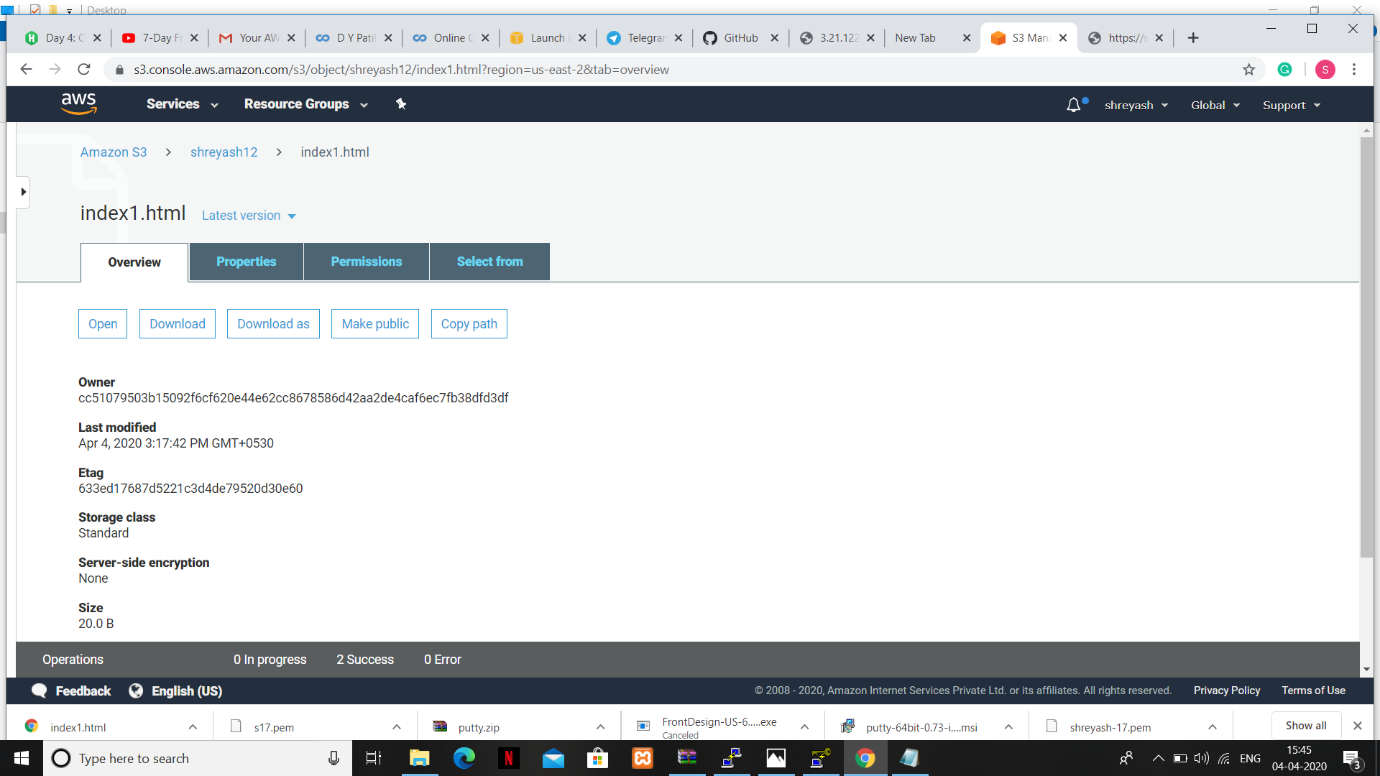 Desktop
Day 4: C
7-Day F
Your AW
D Y Patil
Online C
Launch
Telegram
GitHub
3.21.122
New Tab
S3 Man
https://s
s3.console.aws.amazon.com/s3/object/shreyash12/index1.html?region=us-east-2&tab=overview
S
aws
Services
Resource Groups
shreyash
Global
Support
Amazon S3 > shreyash12 > index1.html
index1.html Latest version
Overview
Properties
Permissions
Select from
Open
Download
Download as
Make public
Copy path
Owner
cc51079503b15092f6cf620e44e62cc8678586d42aa2de4caf6ec7fb38dfd3df
Last modified
Apr 4, 2020 3:17:42 PM GMT+0530
Etag
633ed17687d5221c3d4de79520d30e60
Storage class
Standard
Server-side encryption
None
Size
20.0 B
Operations
0 In progress
2 Success
0 Error
Feedback
English (US)
© 2008 - 2020, Amazon Internet Services Private Ltd. or its affiliates. All rights reserved.
Privacy Policy
Terms of Use
index1.html
s17.pem
putty.zip
FrontDesign-US-6.....exe
Canceled
putty-64bit-0.73-i....msi
shreyash-17.pem
Show all
Type here to search
ENG
15:45
04-04-2020
3